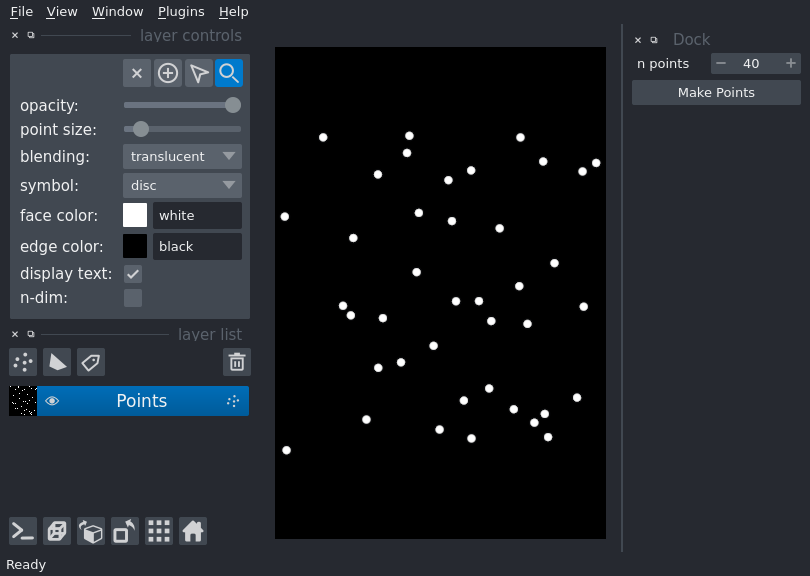 File View Window Plugins Help
layer controls
opacity:
point size:
blending: translucent
symbol: disc
face color: white
edge color: black
display text:
n-dim:
layer list
Points
Ready
Dock
n points 40
Make Points